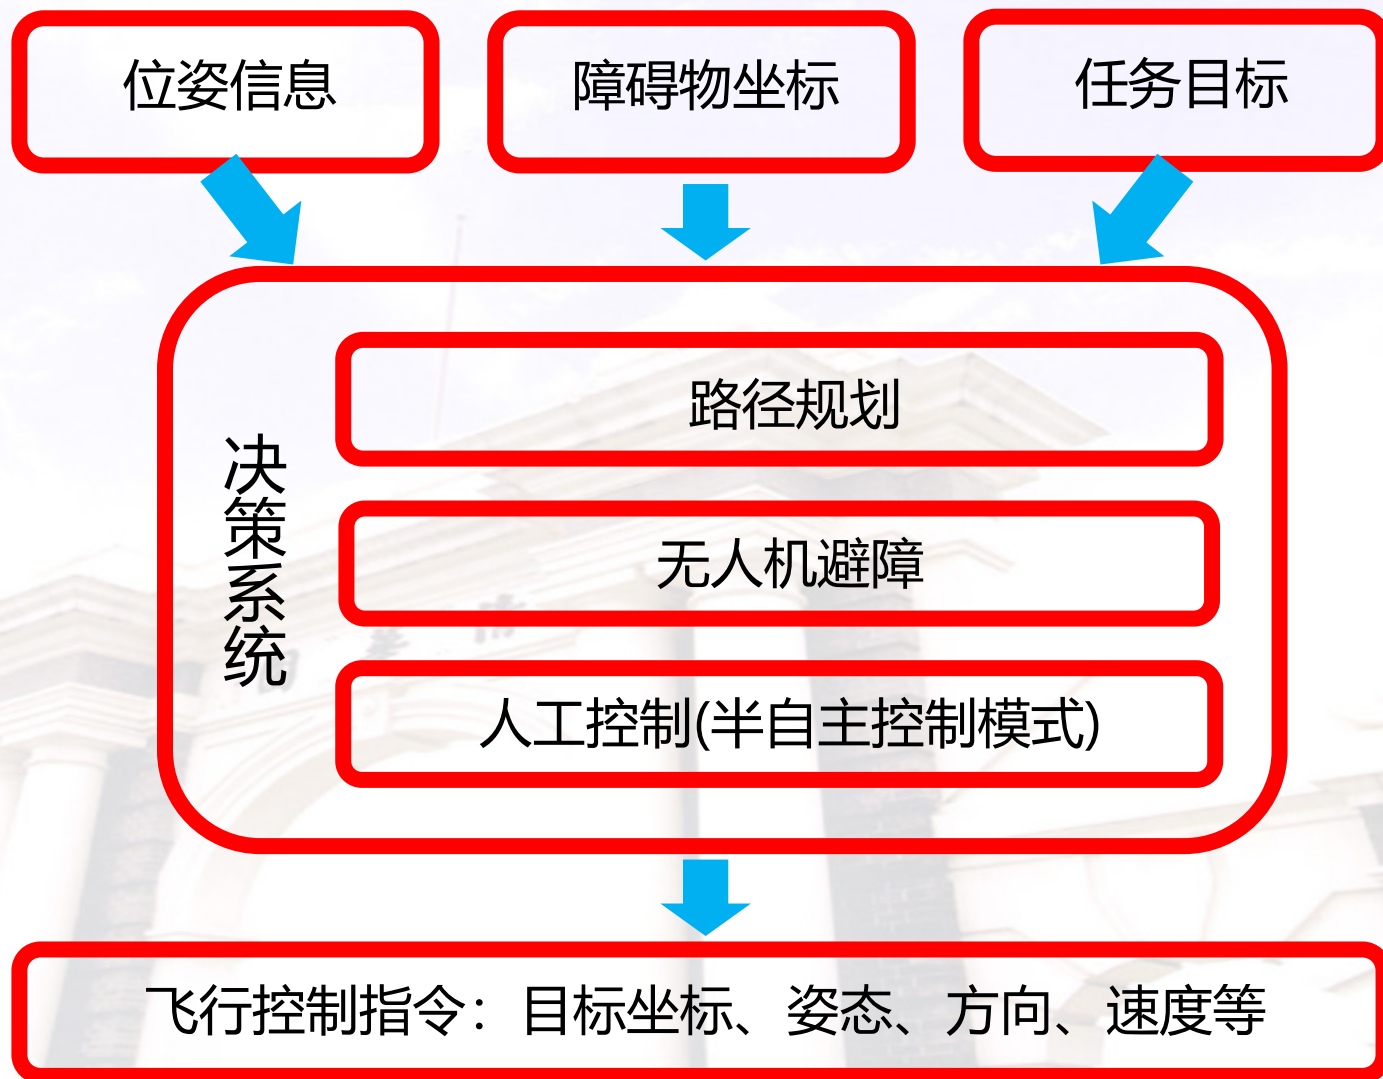 位姿信息
障碍物坐标
任务目标
决策系统
路径规划
无人机避障
人工控制(半自主控制模式)
飞行控制指令：目标坐标、姿态、方向、速度等